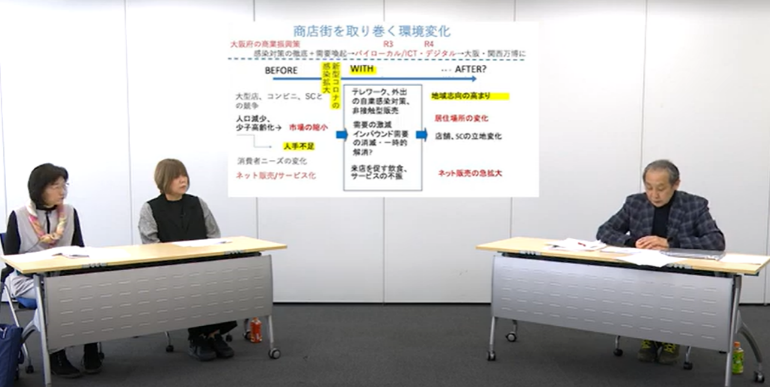 商店街を取り巻く環境変化
大阪府の商業振興策 R3 R4
感染対策の徹底＋需要喚起→バイローカル/ICT・デジタル→大阪・関西万博に
BEFORE
新型コロナの
感染拡大
WITH
… AFTER?
大型店、コンビニ、SCと
の競争
人口減少、
少子高齢化→ 市場の縮小
人手不足
消費者ニーズの変化
ネット販売/サービス化
テレワーク、外出
の自粛感染対策、
非接触型販売
需要の激減
インバウンド需要
の消滅・一時的
解消?
来店を促す飲食、
サービスの不振
地域志向の高まり
居住場所の変化
店舗、SCの立地変化
ネット販売の急拡大